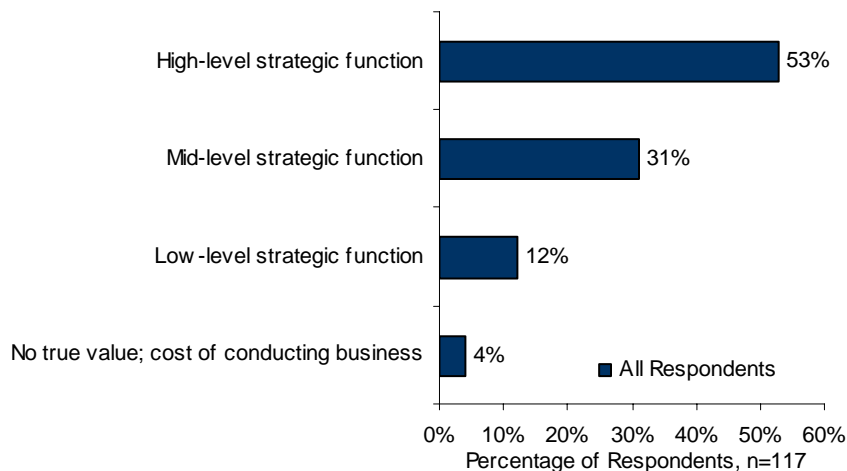 High-level strategic function
53%
Mid-level strategic function
31%
Low-level strategic function
12%
No true value; cost of conducting business
4%
All Respondents
0% 10% 20% 30% 40% 50% 60%
Percentage of Respondents, n=117